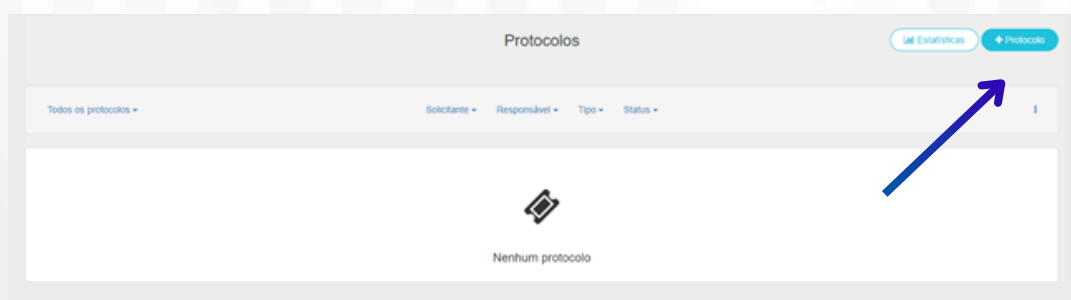 Protocolos
Estatísticas
+ Protocolo
Todos os protocolos
Solicitante Responsável Tipo Status
Nenhum protocolo